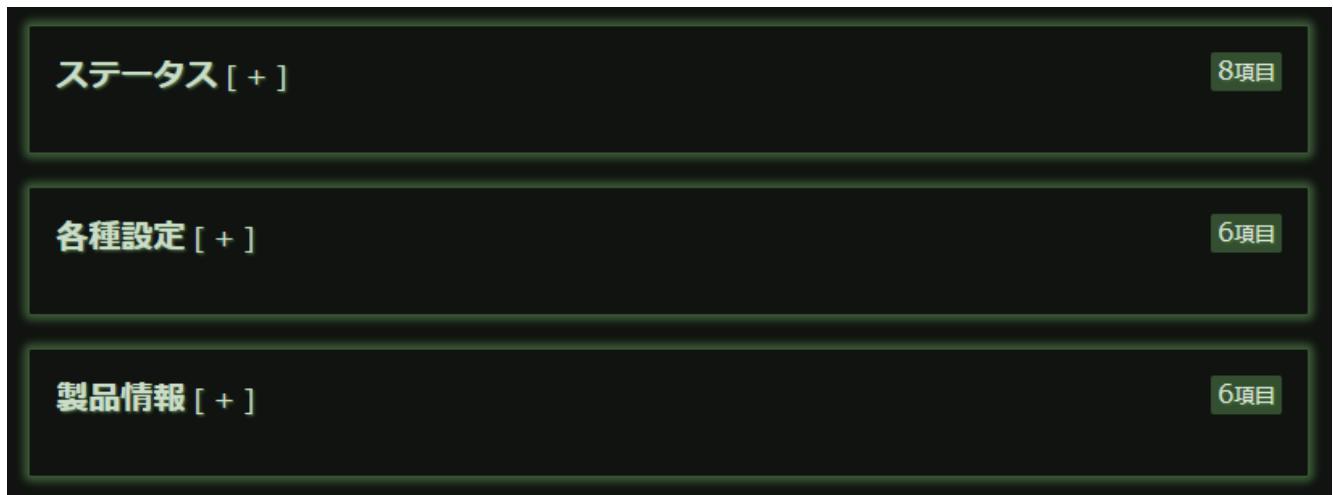 ステータス [ + ] 8項目
各種設定 [ + ] 6項目
製品情報 [ + ] 6項目